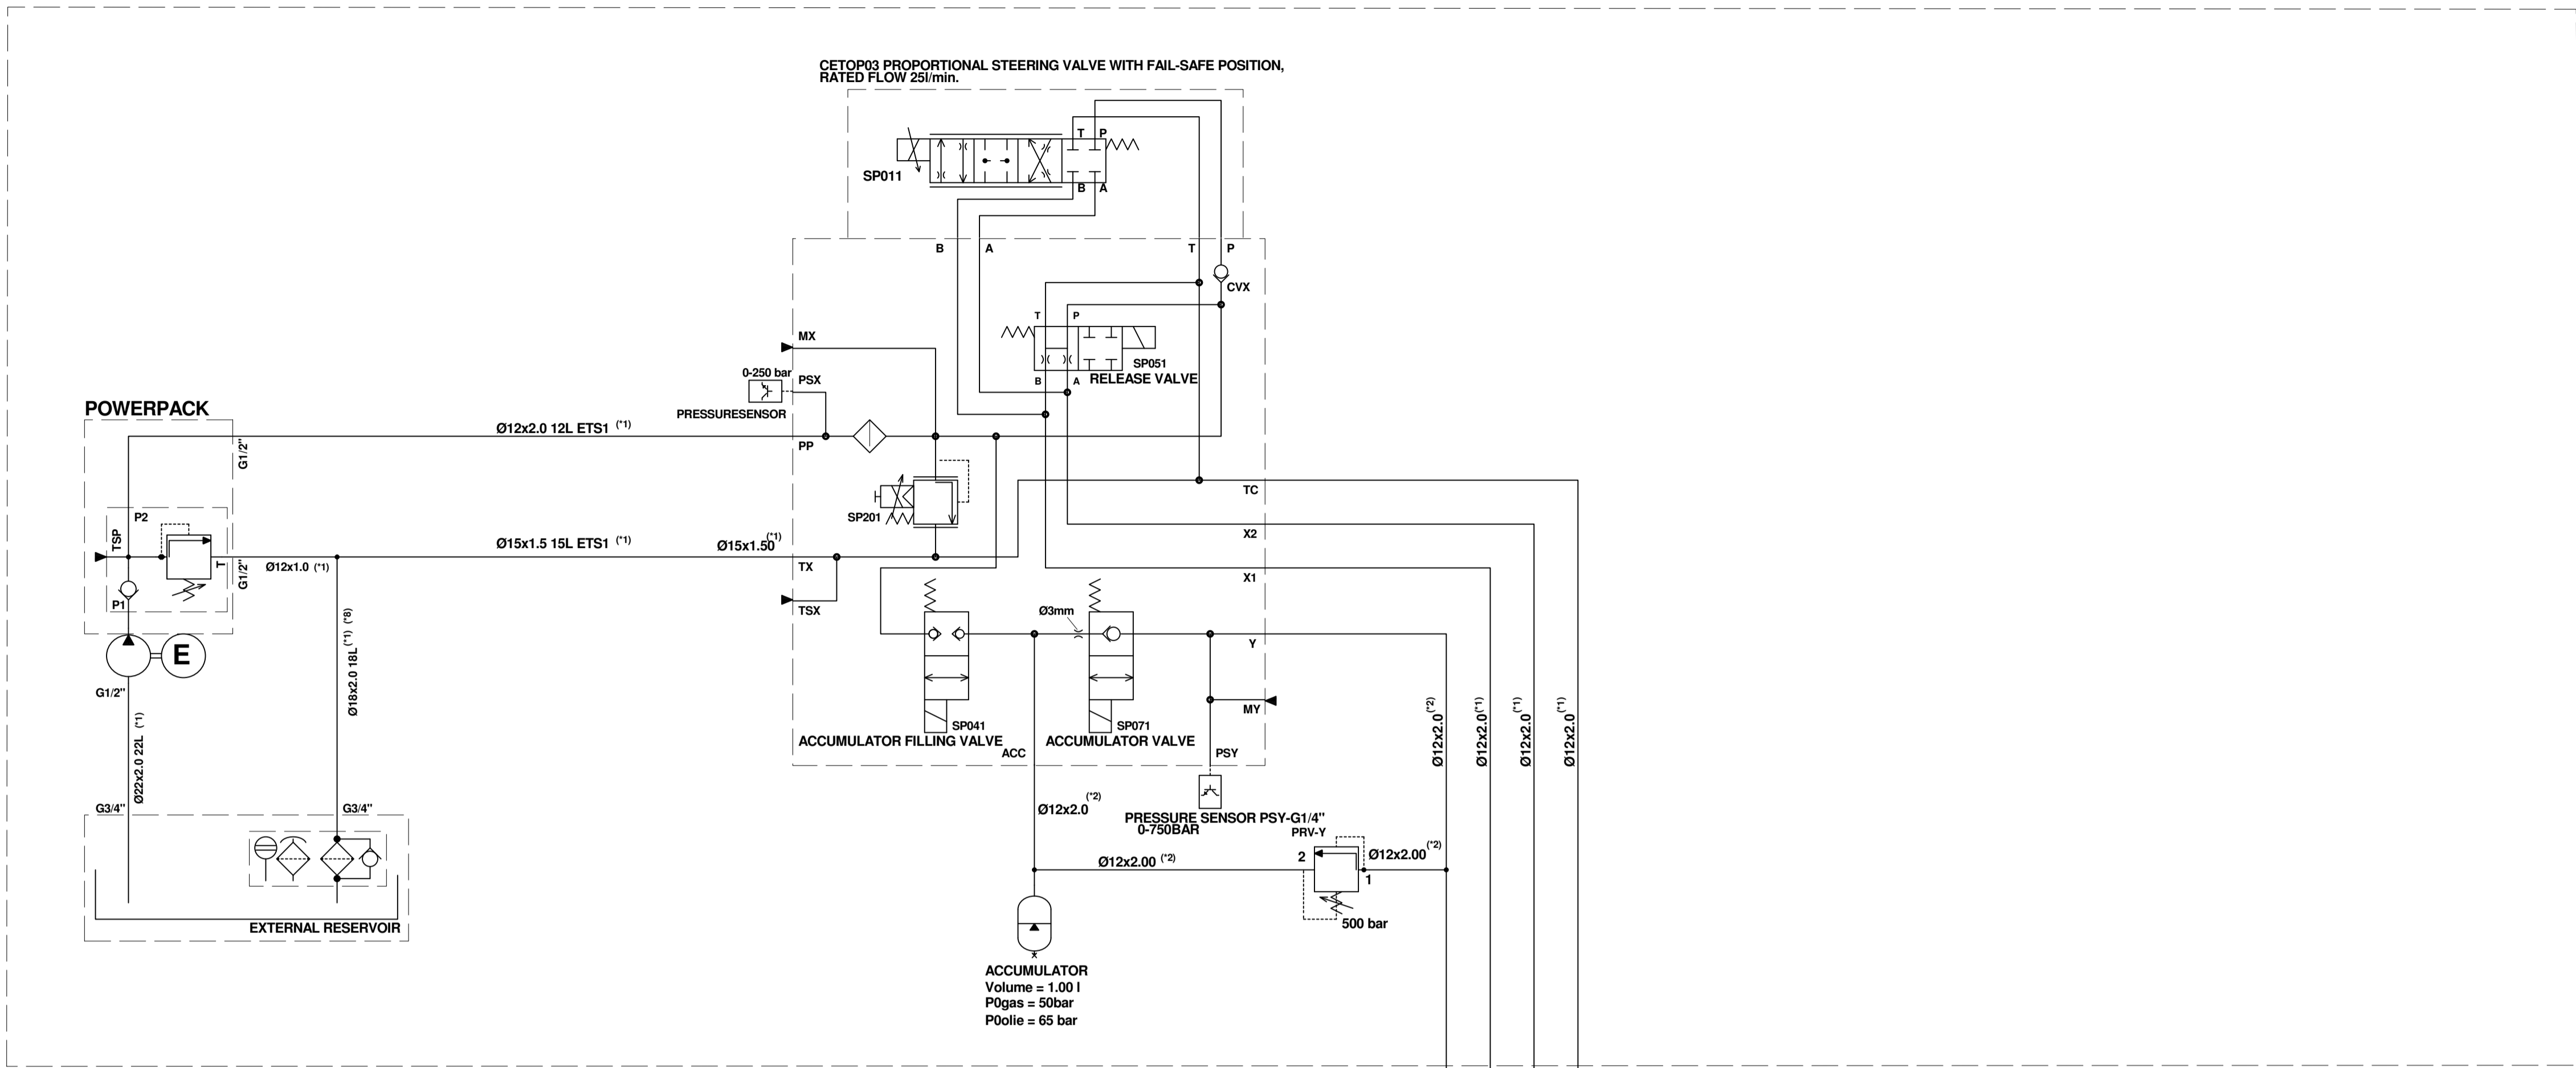 CETOP03 PROPORTIONAL STEERING VALVE WITH FAIL-SAFE POSITION,
RATED FLOW 25l/min.
T P
SP011
B A
B A T P
CVX
T P
MX
SP051
0-250 bar
PSX
B A RELEASE VALVE
POWERPACK
PRESSURESENSOR
Ø12x2.0 12L ETS1 (*1)
G1/2"
PP
TC
P2
SP201
TSP
X2
Ø15x1.5 15L ETS1 (*1)
Ø15x1.50 (*1)
T
G1/2"
Ø12x1.0 (*1)
TX
X1
P1
TSX
Ø3mm
E
Y
Ø18x2.0 18L (*1) (*8)
G1/2"
MY
SP041
SP071
ACCUMULATOR FILLING VALVE
ACCUMULATOR VALVE
ACC
PSY
Ø22x2.0 22L (*1)
Ø12x2.0 (*2)
Ø12x2.0 (*1)
Ø12x2.0 (*1)
Ø12x2.0 (*1)
G3/4"
G3/4"
Ø12x2.0 (*2)
PRESSURE SENSOR PSY-G1/4"
0-750BAR
PRV-Y
Ø12x2.00 (*2)
2
Ø12x2.00 (*2)
1
500 bar
EXTERNAL RESERVOIR
ACCUMULATOR
Volume = 1.00 l
P0gas = 50bar
P0olie = 65 bar